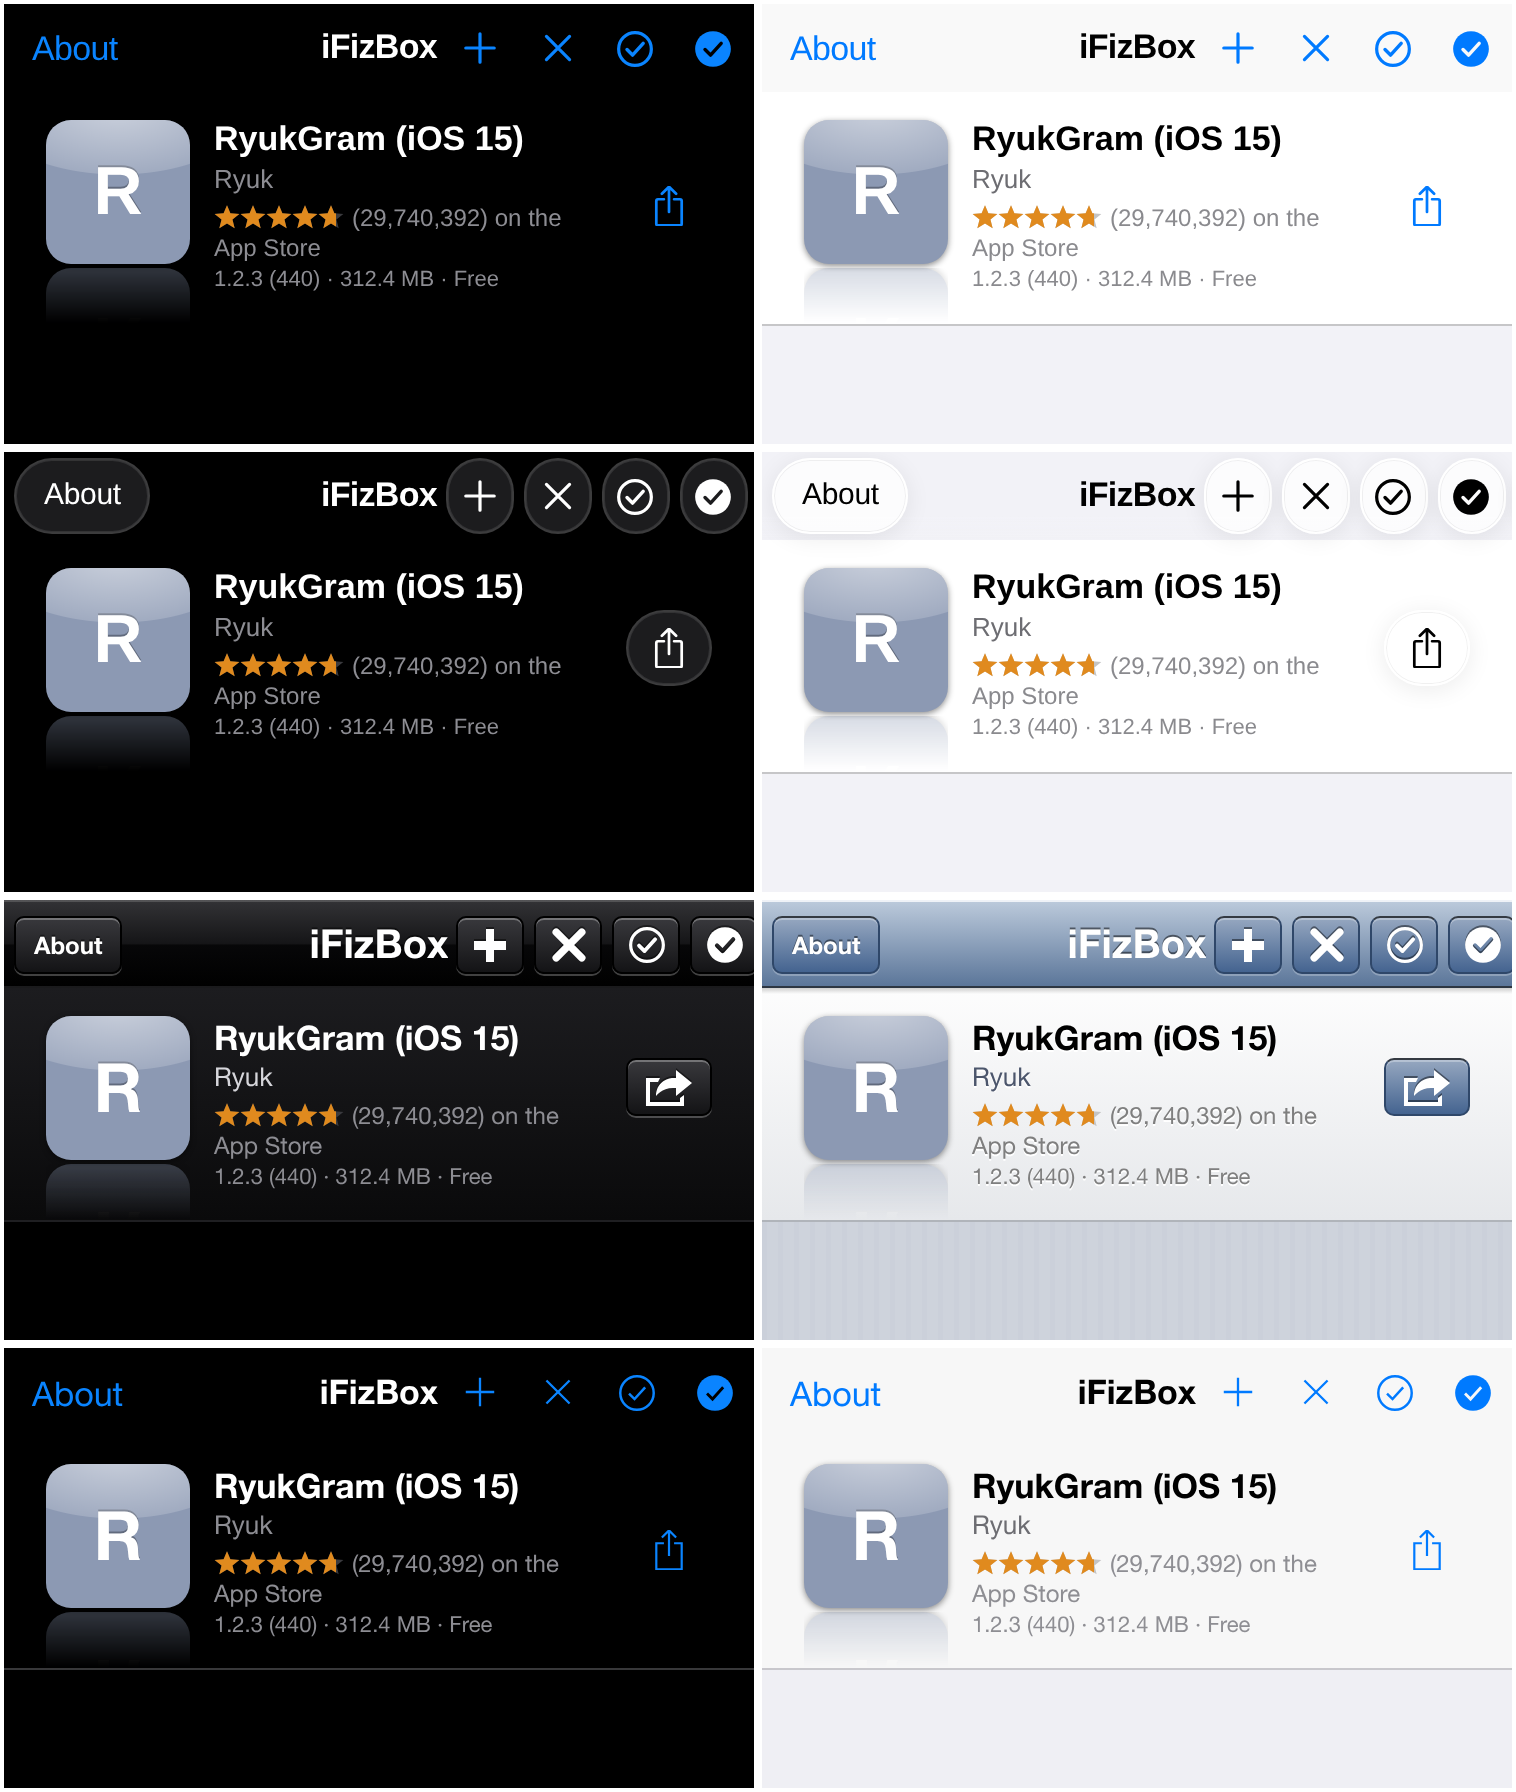 About iFizBox
R
RyukGram (iOS 15)
Ryuk
(29,740,392) on the
App Store
1.2.3 (440) · 312.4 MB · Free
About iFizBox
R
RyukGram (iOS 15)
Ryuk
(29,740,392) on the
App Store
1.2.3 (440) · 312.4 MB · Free
About iFizBox
R
RyukGram (iOS 15)
Ryuk
(29,740,392) on the
App Store
1.2.3 (440) · 312.4 MB · Free
About iFizBox
R
RyukGram (iOS 15)
Ryuk
(29,740,392) on the
App Store
1.2.3 (440) · 312.4 MB · Free
About iFizBox
R
RyukGram (iOS 15)
Ryuk
(29,740,392) on the
App Store
1.2.3 (440) · 312.4 MB · Free
About iFizBox
R
RyukGram (iOS 15)
Ryuk
(29,740,392) on the
App Store
1.2.3 (440) · 312.4 MB · Free
About iFizBox
R
RyukGram (iOS 15)
Ryuk
(29,740,392) on the
App Store
1.2.3 (440) · 312.4 MB · Free
About iFizBox
R
RyukGram (iOS 15)
Ryuk
(29,740,392) on the
App Store
1.2.3 (440) · 312.4 MB · Free